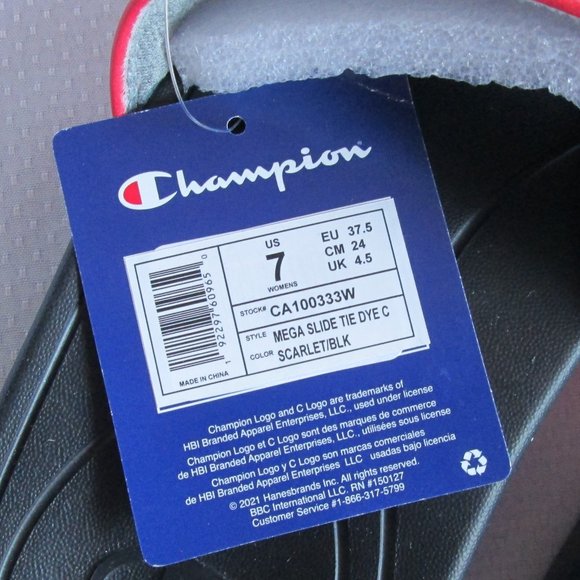 Champion
US
7
WOMENS
EU 37.5
CM 24
UK 4.5
STOCK# CA100333W
STYLE MEGA SLIDE TIE DYE C
COLOR SCARLET/BLK
1 92297 60965 0
MADE IN CHINA
Champion Logo and C Logo are trademarks of
HBI Branded Apparel Enterprises, LLC., used under license
Champion Logo et C Logo sont des marques de commerce
de HBI Branded Apparel Enterprises, LLC., utilisées sous license
Champion Logo y C Logo son marcas comerciales
de HBI Branded Apparel Enterprises, LLC usadas bajo licencia
© 2021 Hanesbrands Inc. All rights reserved.
BBC International LLC. RN #150127
Customer Service #1-866-317-5799